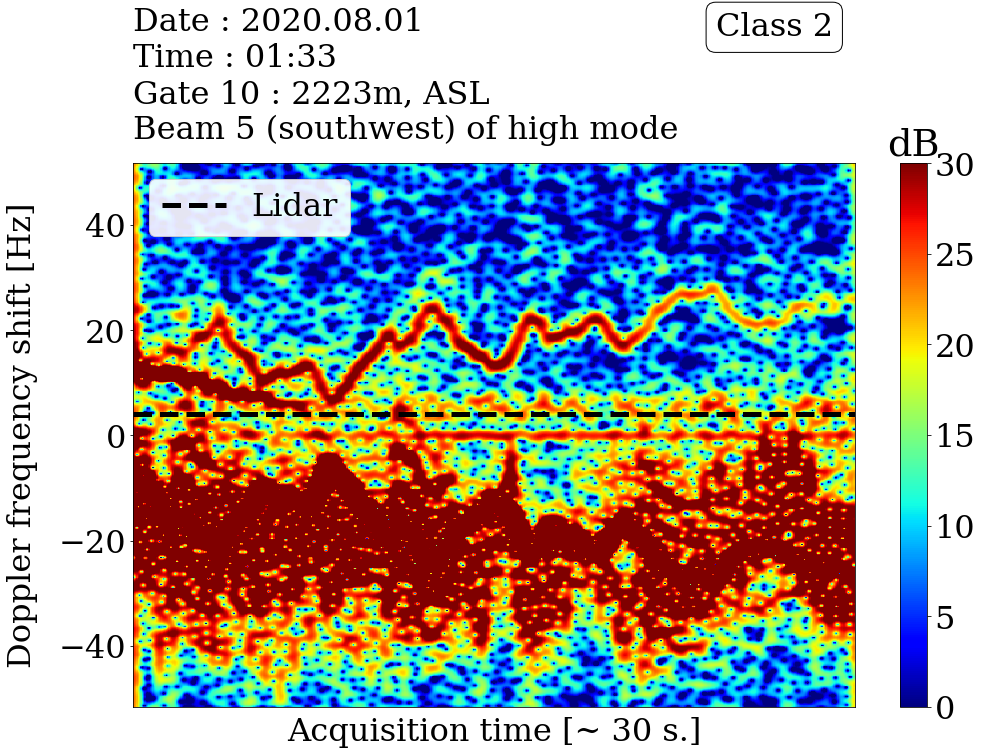 Date : 2020.08.01
Class 2
Time : 01:33
Gate 10 : 2223m, ASL
Beam 5 (southwest) of high mode
dB
Lidar
Doppler frequency shift [Hz]
40
20
0
−20
−40
30
25
20
15
10
5
0
Acquisition time [~ 30 s.]